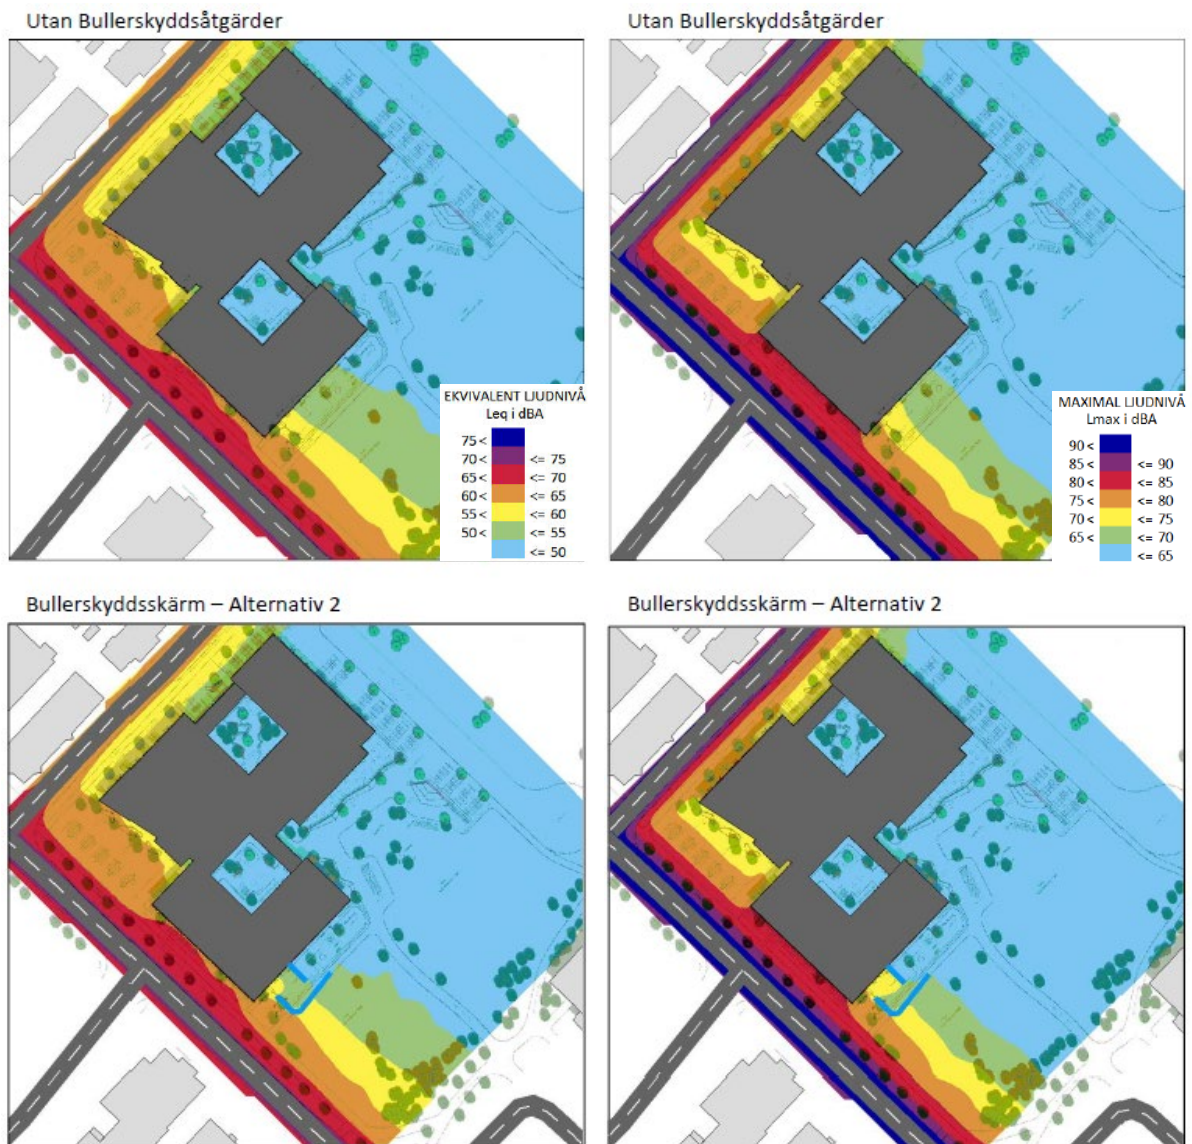 Utan Bullerskyddsåtgärder
Utan Bullerskyddsåtgärder
EKVIVALENT LJUDNIVÅ
Leq i dBA
75 <
70 < <= 75
65 < <= 70
60 < <= 65
55 < <= 60
50 < <= 55
<= 50
MAXIMAL LJUDNIVÅ
Lmax i dBA
90 <
85 < <= 90
80 < <= 85
75 < <= 80
70 < <= 75
65 < <= 70
<= 65
Bullerskyddsskärm – Alternativ 2
Bullerskyddsskärm – Alternativ 2